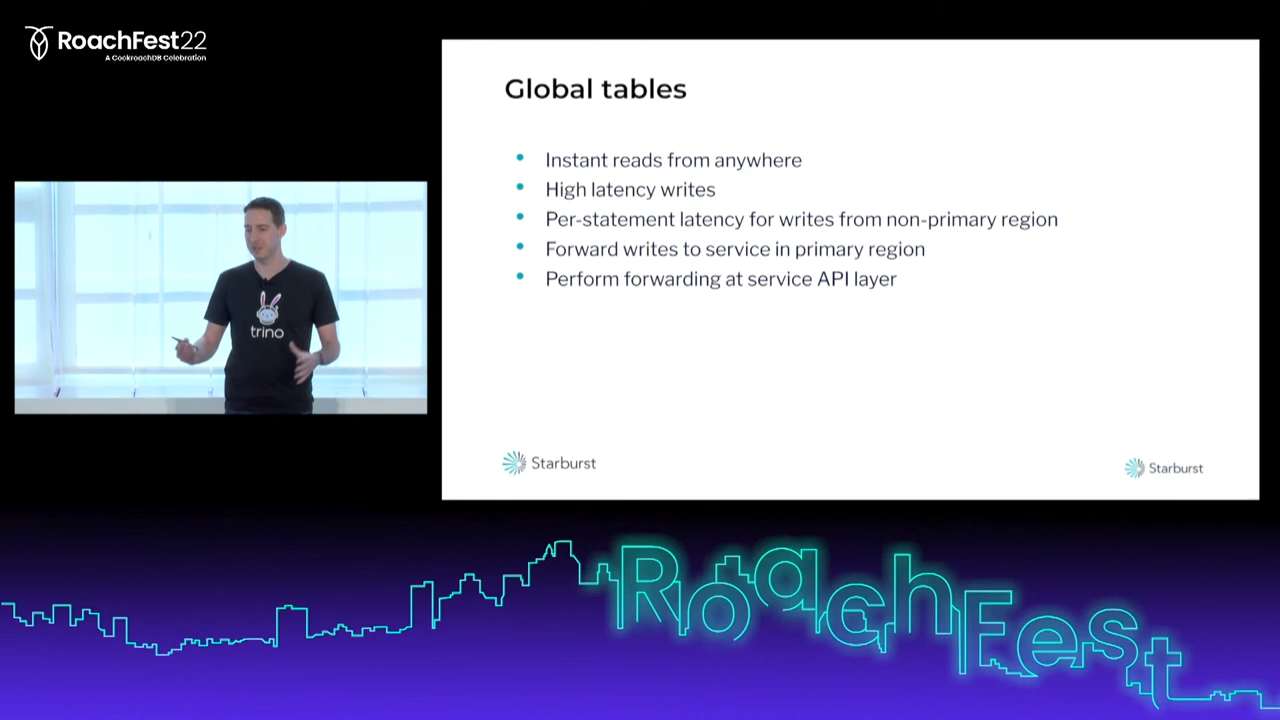 RoachFest22
A CockroachDB Celebration
Global tables
Instant reads from anywhere
High latency writes
Per-statement latency for writes from non-primary region
Forward writes to service in primary region
Perform forwarding at service API layer
trino
Starburst
Starburst
RoachFest